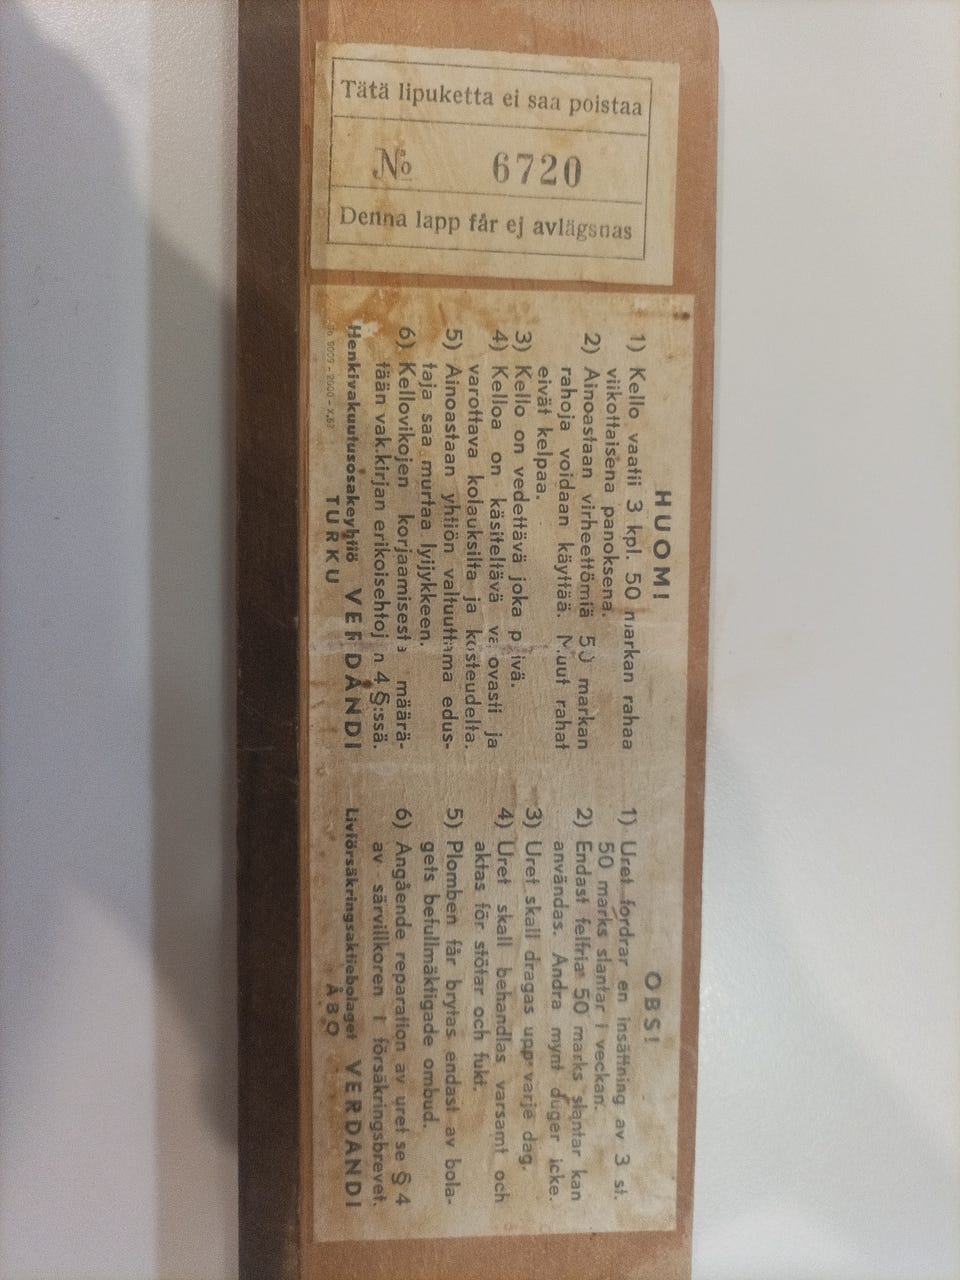 Tätä lipuketta ei saa poistaa
№ 6720
Denna lapp får ej avlägsnas
HUOM!
1) Kello vaatii 3 kpl. 50 markan rahaa
viikottaisena panoksena.
2) Ainoastaan virheettömiä 50 markan
rahoja voidaan käyttää. Muut rahat
eivät kelpaa.
3) Kello on vedettävä joka päivä.
4) Kelloa on käsiteltävä varovasti ja
varottava kolauksilta ja kosteudelta.
5) Ainoastaan yhtiön valtuuttama edus-
taja saa murtaa lyijykkeen.
6) Kellovikojen korjaamisesta määrä-
tään vak.kirjan erikoisehtojen 4 §:ssä.
Henkivakuutusosakeyhtiö VERDANDI
TURKU
9009 – 2000 – X.57
OBS!
1) Uret fordrar en insättning av 3 st.
50 marks slantar i veckan.
2) Endast felfria 50 marks slantar kan
användas. Andra mynt duger icke.
3) Uret skall dragas upp varje dag.
4) Uret skall behandlas varsamt och
aktas för stötar och fukt.
5) Plomben får brytas endast av bola-
gets befullmäktigade ombud.
6) Angående reparation av uret se § 4
av särvillkoren i försäkringsbrevet.
Livförsäkringsaktiebolaget VERDANDI
ÅBO